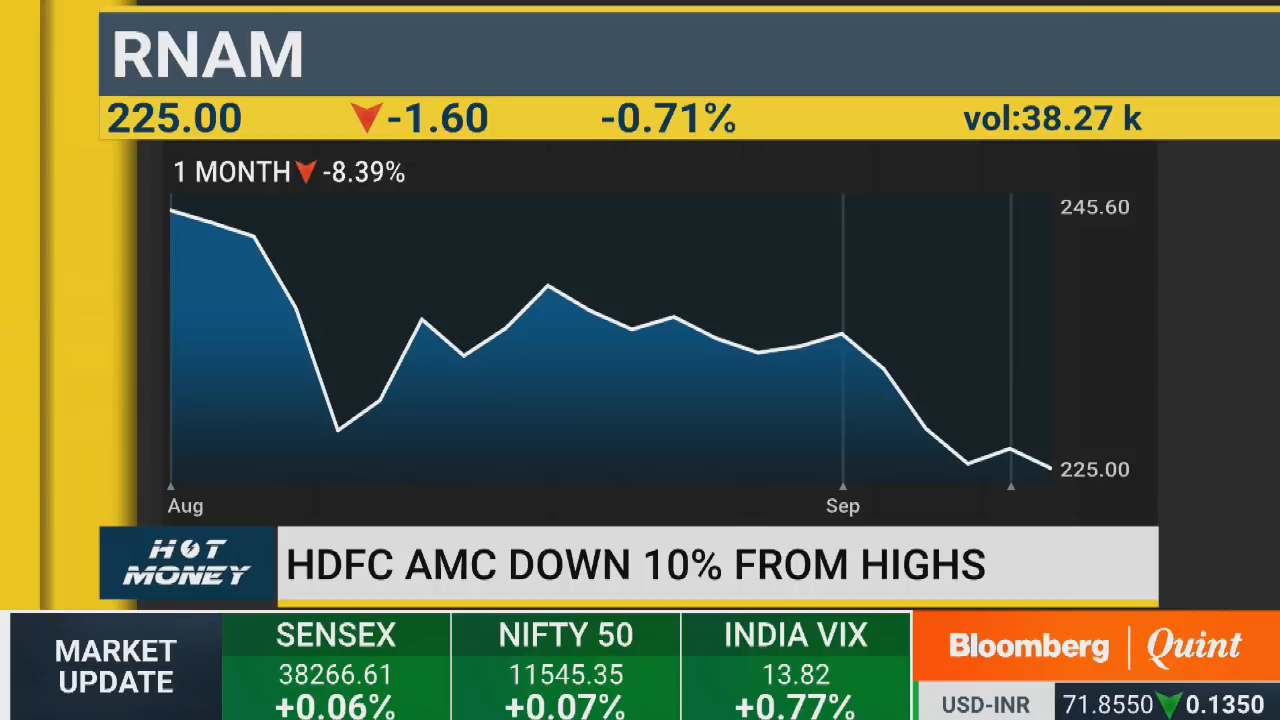 RNAM
225.00 -1.60 -0.71% vol:38.27 k
1 MONTH -8.39%
245.60
225.00
Aug Sep
HOT
MONEY
HDFC AMC DOWN 10% FROM HIGHS
MARKET
UPDATE
SENSEX
38266.61
+0.06%
NIFTY 50
11545.35
+0.07%
INDIA VIX
13.82
+0.77%
Bloomberg | Quint
USD-INR 71.8550 0.1350